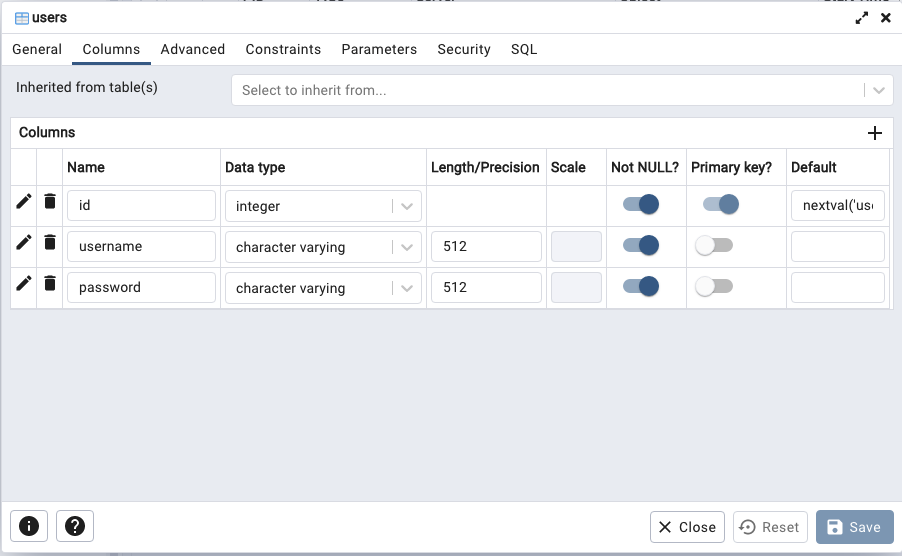 users
General Columns Advanced Constraints Parameters Security SQL
Inherited from table(s) Select to inherit from...
Columns
Name Data type Length/Precision Scale Not NULL? Primary key? Default
id integer nextval('use
username character varying 512
password character varying 512
Close Reset Save